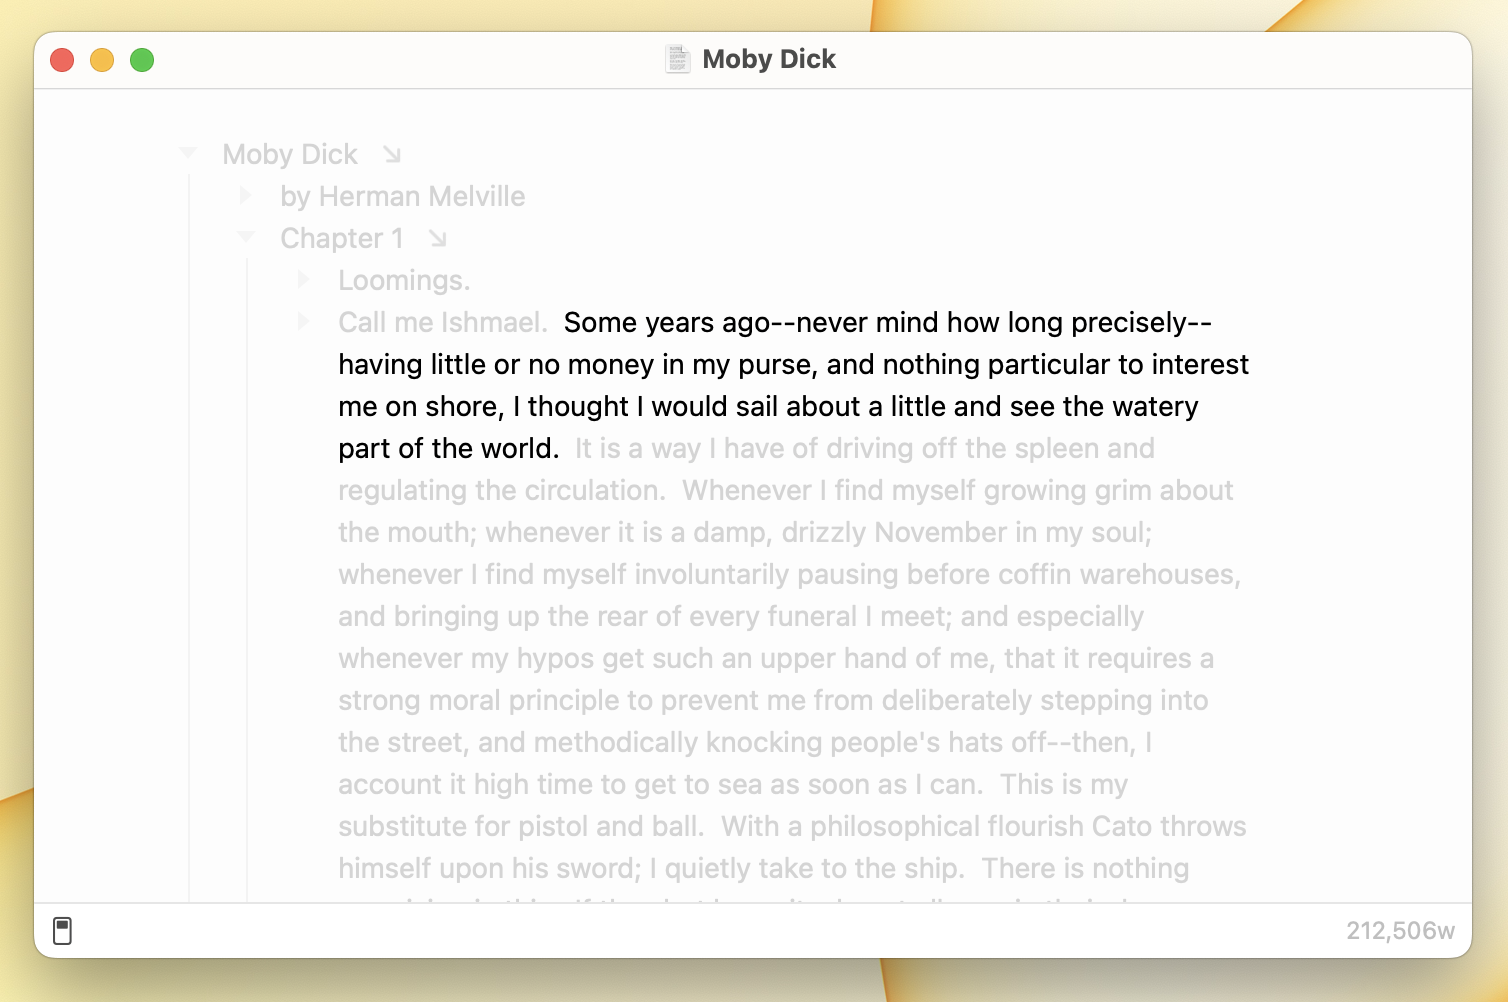 Moby Dick
Moby Dick
by Herman Melville
Chapter 1
Loomings.
Call me Ishmael.  Some years ago--never mind how long precisely--
having little or no money in my purse, and nothing particular to interest
me on shore, I thought I would sail about a little and see the watery
part of the world.  It is a way I have of driving off the spleen and
regulating the circulation.  Whenever I find myself growing grim about
the mouth; whenever it is a damp, drizzly November in my soul;
whenever I find myself involuntarily pausing before coffin warehouses,
and bringing up the rear of every funeral I meet; and especially
whenever my hypos get such an upper hand of me, that it requires a
strong moral principle to prevent me from deliberately stepping into
the street, and methodically knocking people's hats off--then, I
account it high time to get to sea as soon as I can.  This is my
substitute for pistol and ball.  With a philosophical flourish Cato throws
himself upon his sword; I quietly take to the ship.  There is nothing
212,506w